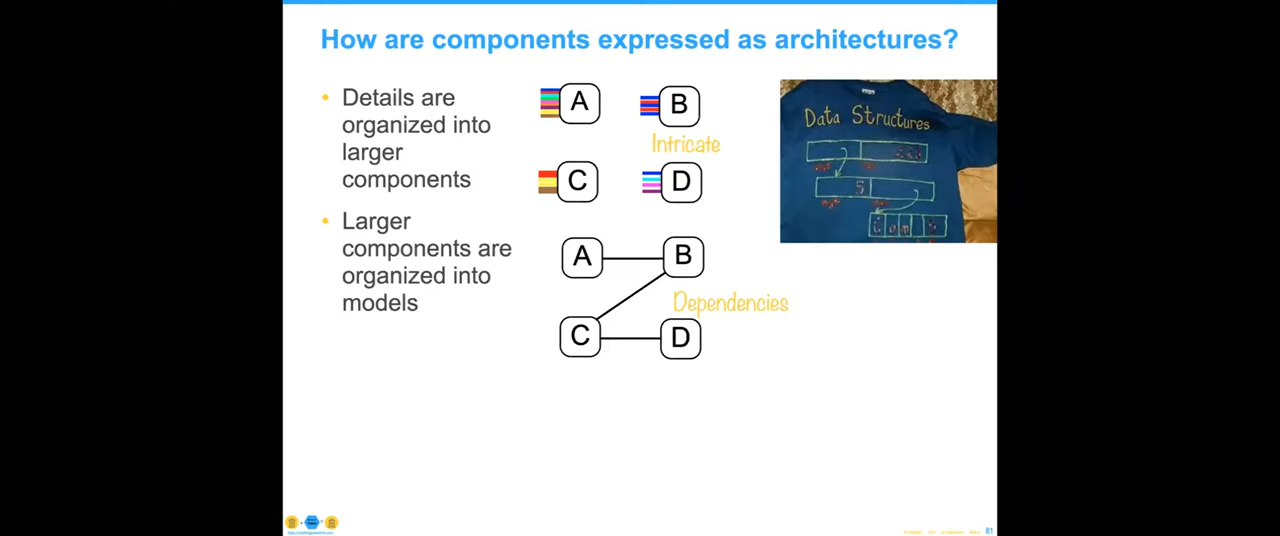 How are components expressed as architectures?
• Details are
organized into
larger
components
• Larger
components are
organized into
models
A
B
Intricate
C
D
A
B
Dependencies
C
D
Data Structures
5
81